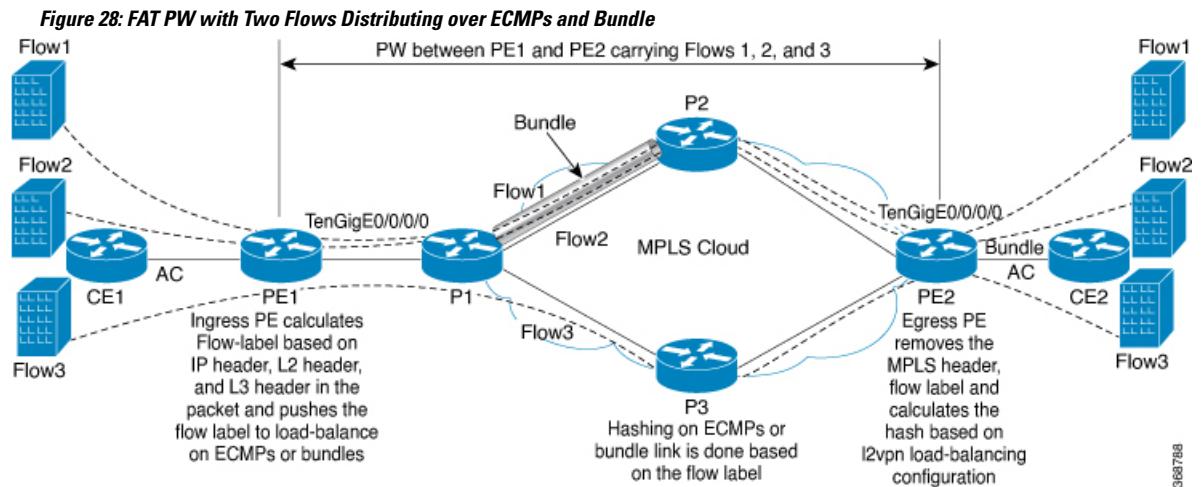 Figure 28: FAT PW with Two Flows Distributing over ECMPs and Bundle
Flow1
PW between PE1 and PE2 carrying Flows 1, 2, and 3
Flow1
P2
Bundle
Flow2
Flow1
Flow2
TenGigE0/0/0/0
TenGigE0/0/0/0
Flow2
MPLS Cloud
Bundle
AC
AC
CE1
PE1
P1
PE2
CE2
Flow3
Flow3
Flow3
Ingress PE calculates
Flow-label based on
IP header, L2 header,
and L3 header in the
packet and pushes the
flow label to load-balance
on ECMPs or bundles
P3
Hashing on ECMPs or
bundle link is done based
on the flow label
Egress PE
removes the
MPLS header,
flow label and
calculates the
hash based on
l2vpn load-balancing
configuration
368788